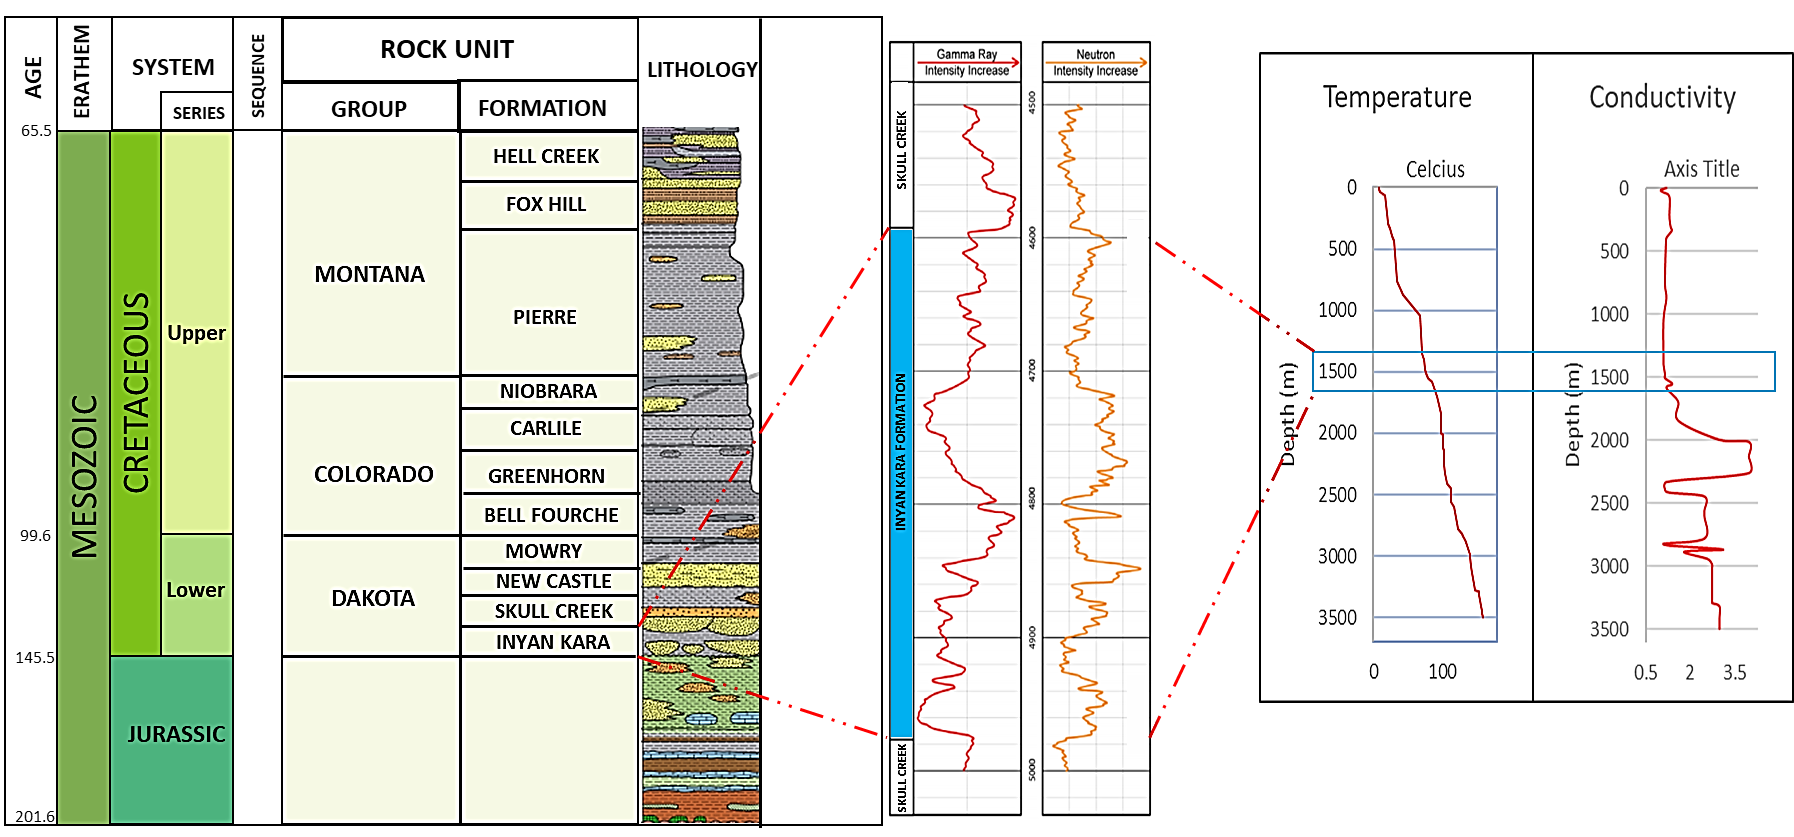 AGE
ERATHEM
SYSTEM
SERIES
SEQUENCE
ROCK UNIT
GROUP
FORMATION
LITHOLOGY
65.5
99.6
145.5
201.6
MESOZOIC
CRETACEOUS
JURASSIC
Upper
Lower
MONTANA
COLORADO
DAKOTA
HELL CREEK
FOX HILL
PIERRE
NIOBRARA
CARLILE
GREENHORN
BELL FOURCHE
MOWRY
NEW CASTLE
SKULL CREEK
INYAN KARA
SKULL CREEK
INYAN KARA FORMATION
SKULL CREEK
Gamma Ray
Intensity Increase
4500
4600
4700
4800
4900
5000
Neutron
Intensity Increase
Temperature
Celcius
0
500
1000
1500
2000
2500
3000
3500
Depth (m)
0
100
Conductivity
Axis Title
0
500
1000
1500
2000
2500
3000
3500
Depth (m)
0.5
2
3.5